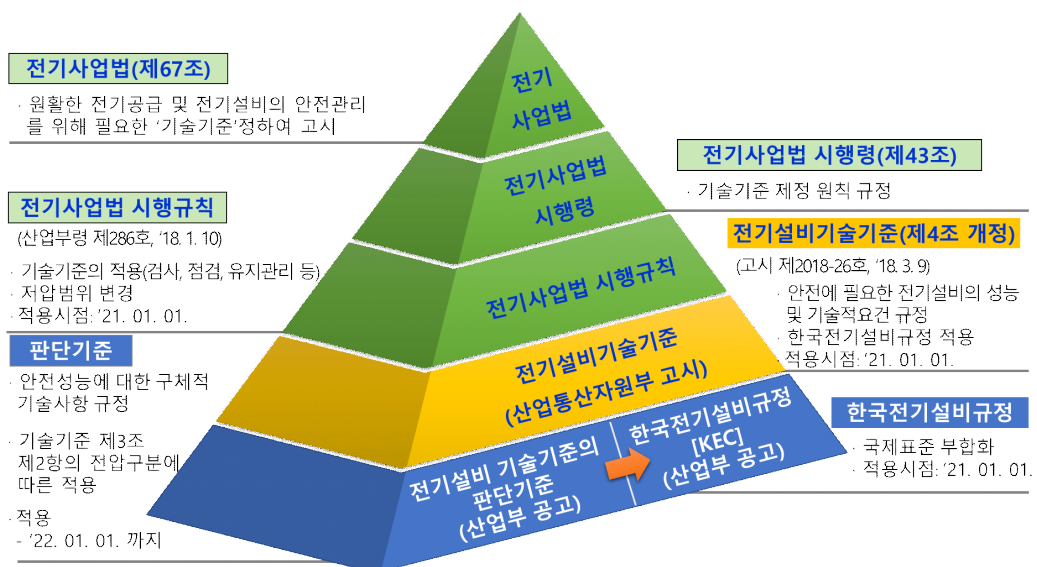 전기사업법(제67조)
· 원활한 전기공급 및 전기설비의 안전관리
를 위해 필요한 ‘기술기준’정하여 고시
전기사업법 시행규칙
(산업부령 제286호, ‘18. 1. 10)
· 기술기준의 적용(검사, 점검, 유지관리 등)
· 저압범위 변경
· 적용시점: ’21. 01. 01.
판단기준
· 안전성능에 대한 구체적
기술사항 규정
· 기술기준 제3조
제2항의 전압구분에
따른 적용
· 적용
- ’22. 01. 01. 까지
전기
사업법
전기사업법
시행령
전기사업법 시행규칙
전기설비기술기준
(산업통산자원부 고시)
전기설비 기술기준의
판단기준
(산업부 공고)
한국전기설비규정
[KEC]
(산업부 공고)
전기사업법 시행령(제43조)
· 기술기준 제정 원칙 규정
전기설비기술기준(제4조 개정)
(고시 제2018-26호, ‘18. 3. 9)
· 안전에 필요한 전기설비의 성능
및 기술적요건 규정
· 한국전기설비규정 적용
· 적용시점: ’21. 01. 01.
한국전기설비규정
· 국제표준 부합화
· 적용시점: ’21. 01. 01.